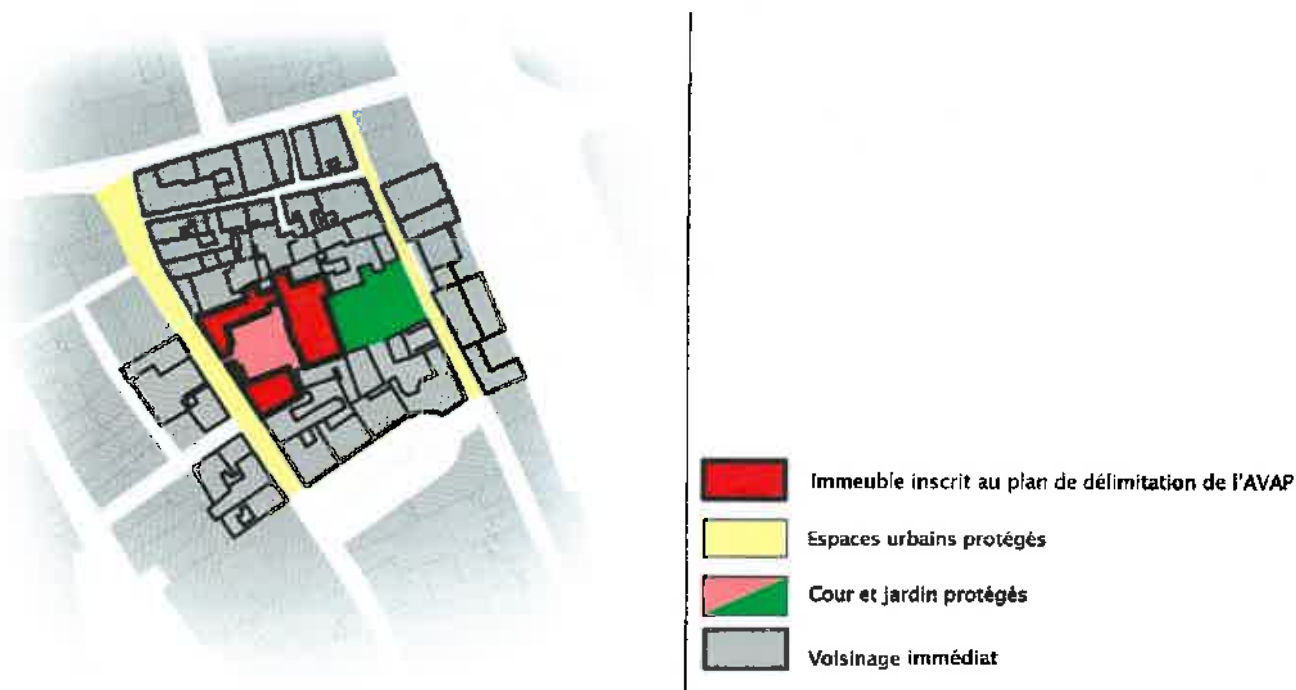 Immeuble inscrit au plan de délimitation de l'AVAP
Espaces urbains protégés
Cour et jardin protégés
Voisinage immédiat